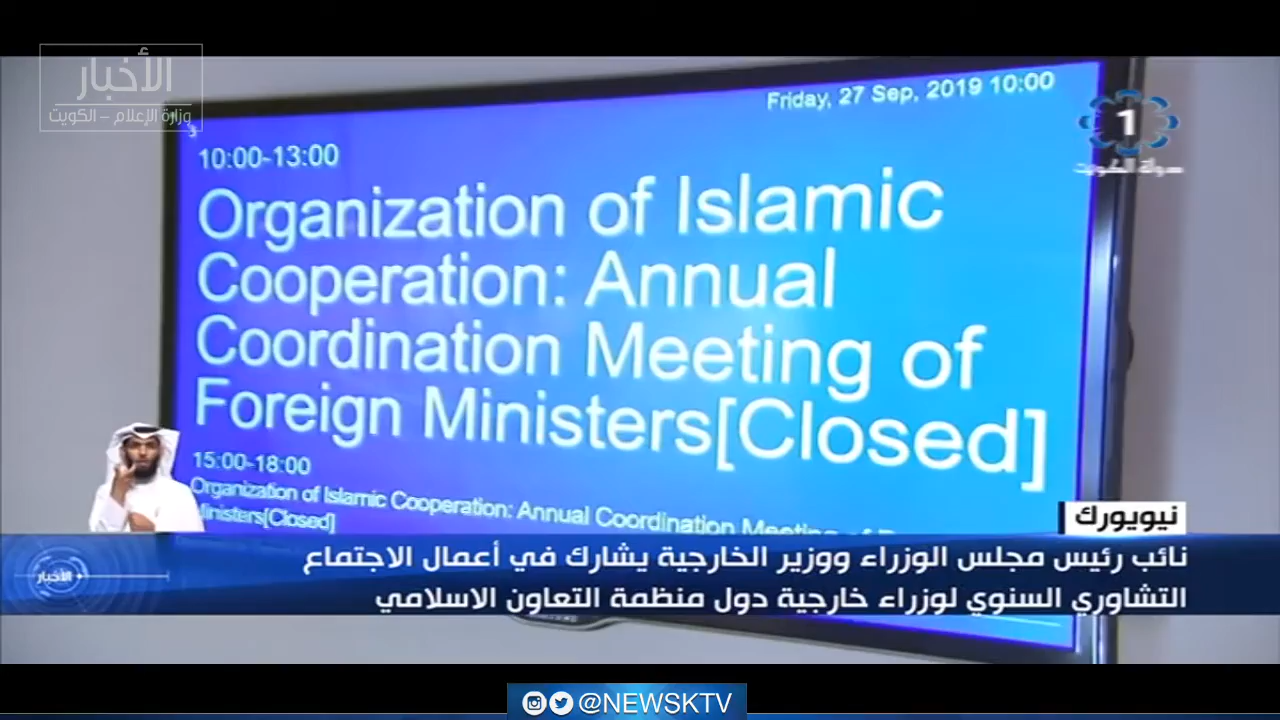 الأخبار
وزارة الإعلام – الكويت
Friday, 27 Sep, 2019 10:00
1
دولة الكويت
10:00-13:00
Organization of Islamic
Cooperation: Annual
Coordination Meeting of
Foreign Ministers[Closed]
15:00-18:00
Organization of Islamic Cooperation: Annual Coordination Meeting of
Ministers[Closed]
نيويورك
نائب رئيس مجلس الوزراء ووزير الخارجية يشارك في أعمال الاجتماع
التشاوري السنوي لوزراء خارجية دول منظمة التعاون الاسلامي
الأخبار
@NEWSKTV